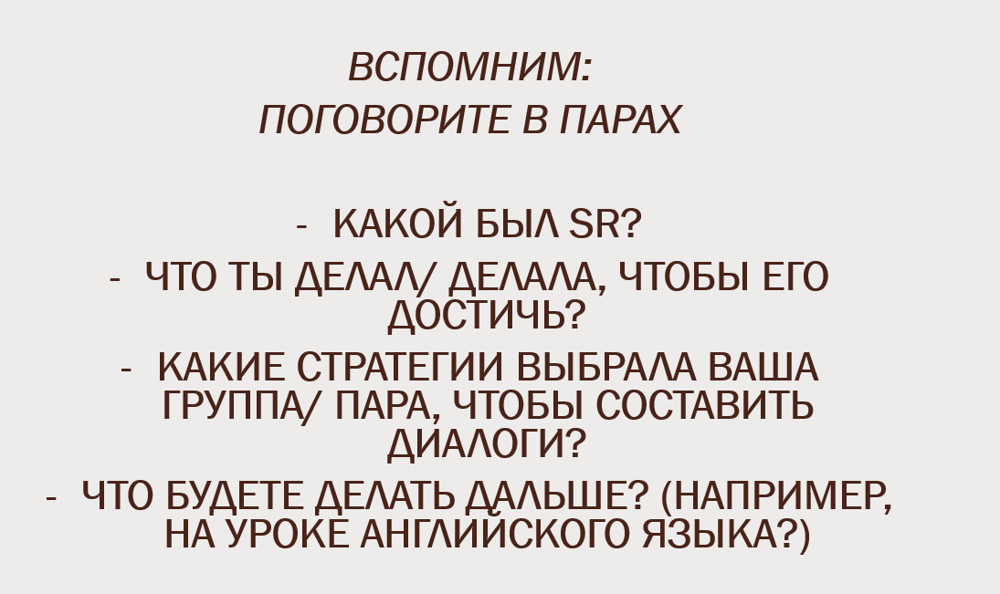 ВСПОМНИМ:
ПОГОВОРИТЕ В ПАРАХ
- КАКОЙ БЫЛ SR?
- ЧТО ТЫ ДЕЛАЛ/ ДЕЛАЛА, ЧТОБЫ ЕГО
ДОСТИЧЬ?
- КАКИЕ СТРАТЕГИИ ВЫБРАЛА ВАША
ГРУППА/ ПАРА, ЧТОБЫ СОСТАВИТЬ
ДИАЛОГИ?
- ЧТО БУДЕТЕ ДЕЛАТЬ ДАЛЬШЕ? (НАПРИМЕР,
НА УРОКЕ АНГЛИЙСКОГО ЯЗЫКА?)